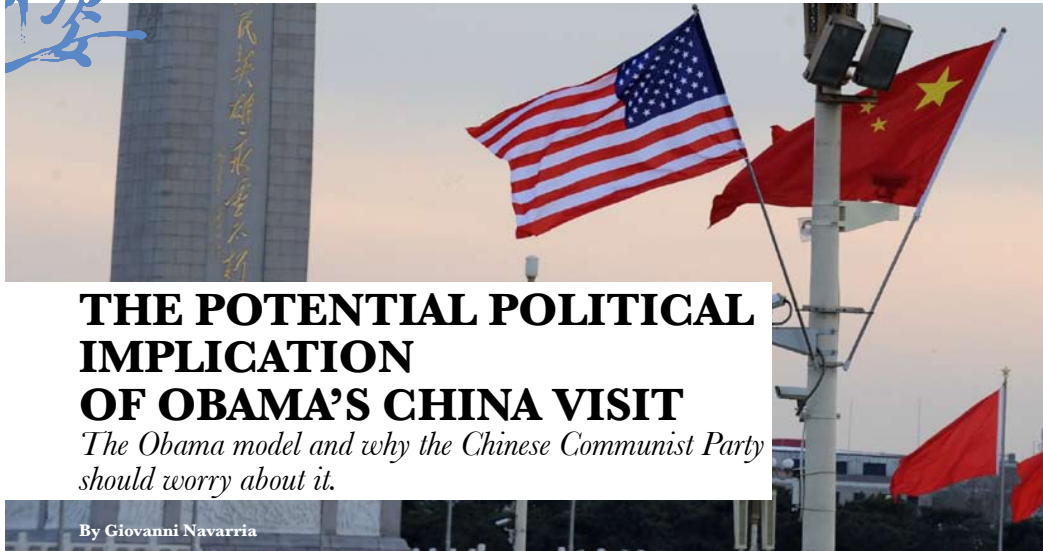 民英雄永垂不朽
THE POTENTIAL POLITICAL
IMPLICATION
OF OBAMA’S CHINA VISIT
The Obama model and why the Chinese Communist Party
should worry about it.
By Giovanni Navarria